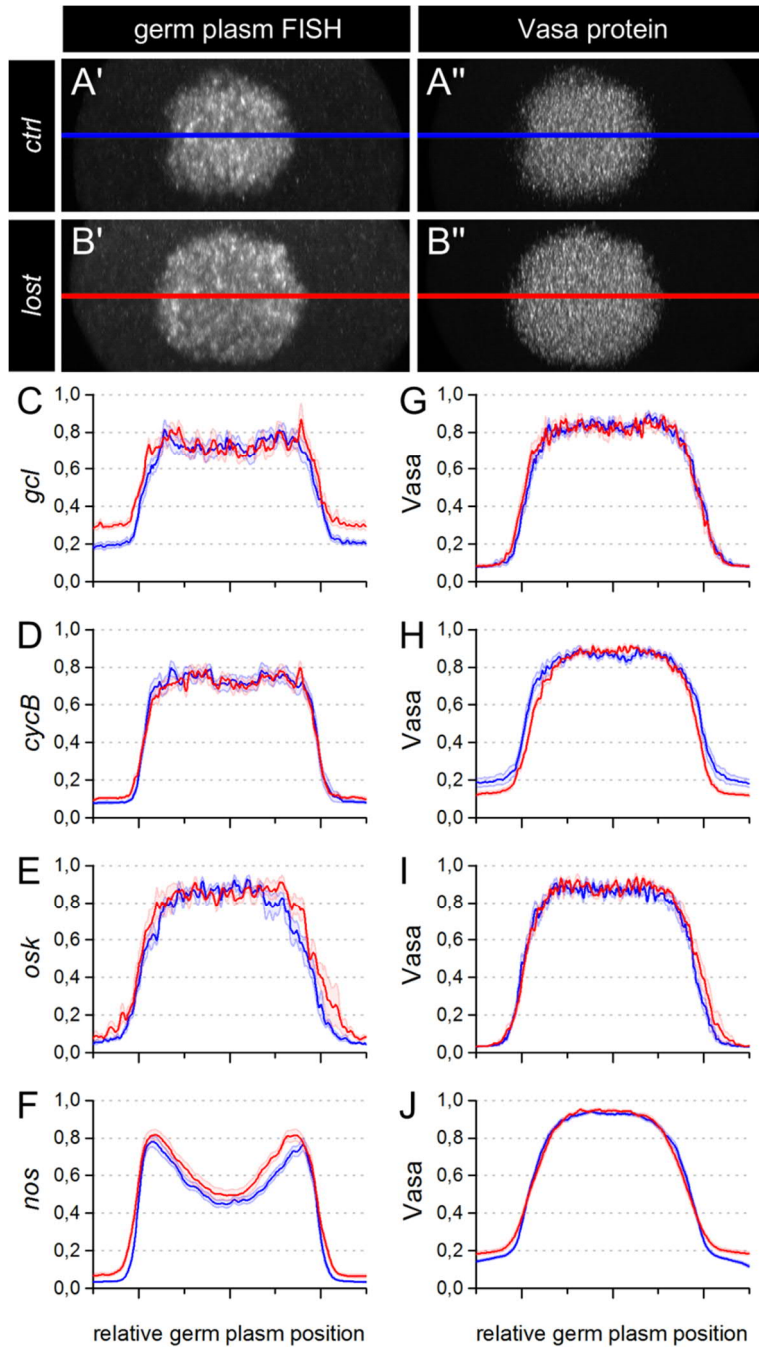 germ plasm FISH Vasa protein
ctrl A' A"
lost B' B"
C gcl 1,0 0,8 0,6 0,4 0,2 0,0
G Vasa 1,0 0,8 0,6 0,4 0,2 0,0
D cycB 1,0 0,8 0,6 0,4 0,2 0,0
H Vasa 1,0 0,8 0,6 0,4 0,2 0,0
E osk 1,0 0,8 0,6 0,4 0,2 0,0
I Vasa 1,0 0,8 0,6 0,4 0,2 0,0
F nos 1,0 0,8 0,6 0,4 0,2 0,0
J Vasa 1,0 0,8 0,6 0,4 0,2 0,0
relative germ plasm position relative germ plasm position